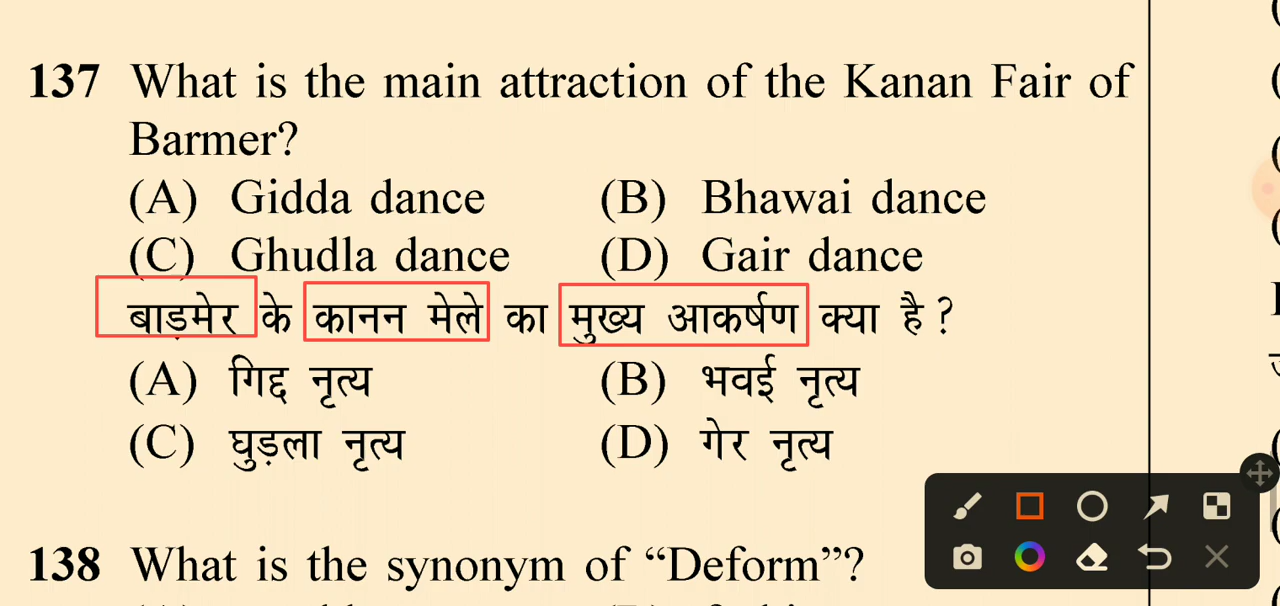 137 What is the main attraction of the Kanan Fair of
Barmer?
(A) Gidda dance (B) Bhawai dance
(C) Ghudla dance (D) Gair dance
बाड़मेर के कानन मेले का मुख्य आकर्षण क्या है ?
(A) गिद्द नृत्य (B) भवई नृत्य
(C) घुड़ला नृत्य (D) गेर नृत्य
138 What is the synonym of “Deform”?